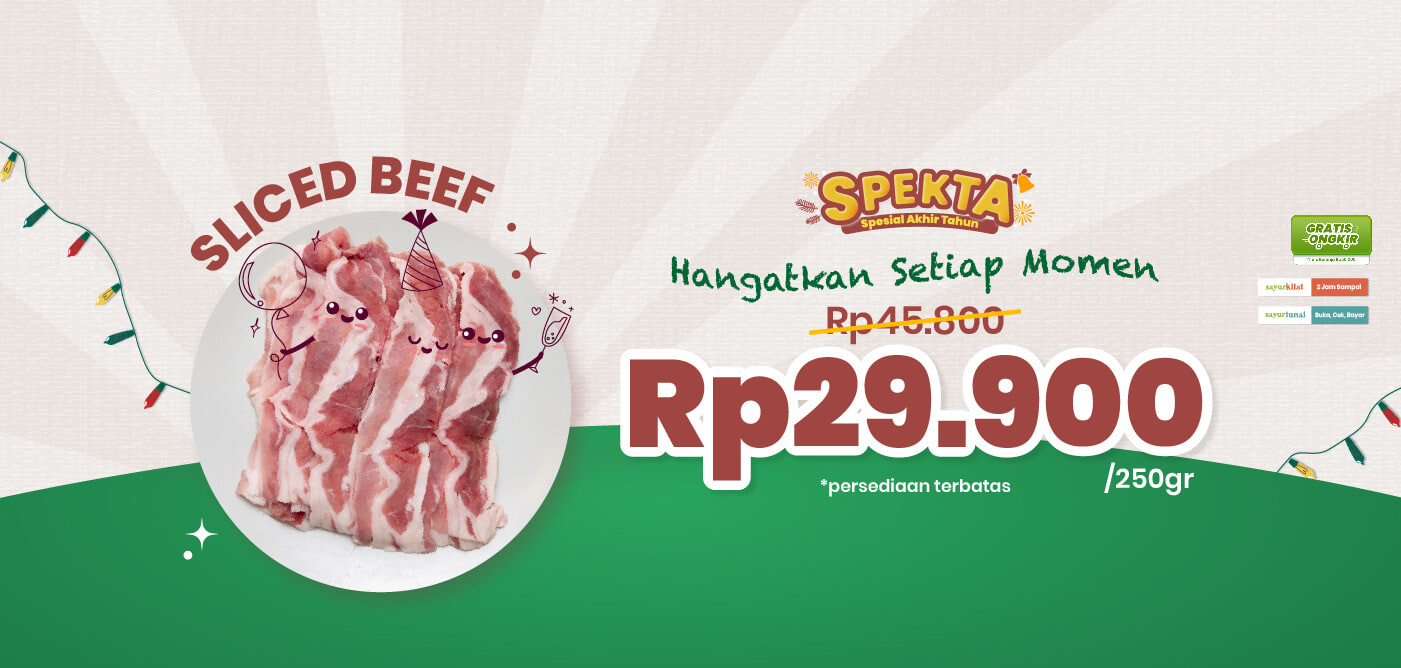 SLICED BEEF
SPEKTA
Spesial Akhir Tahun
Hangatkan Setiap Momen
Rp45.800
Rp29.900
/250gr
*persediaan terbatas
GRATIS
ONGKIR
sayurkilat 2 Jam Sampai
sayurtunai Buka, Cek, Bayar